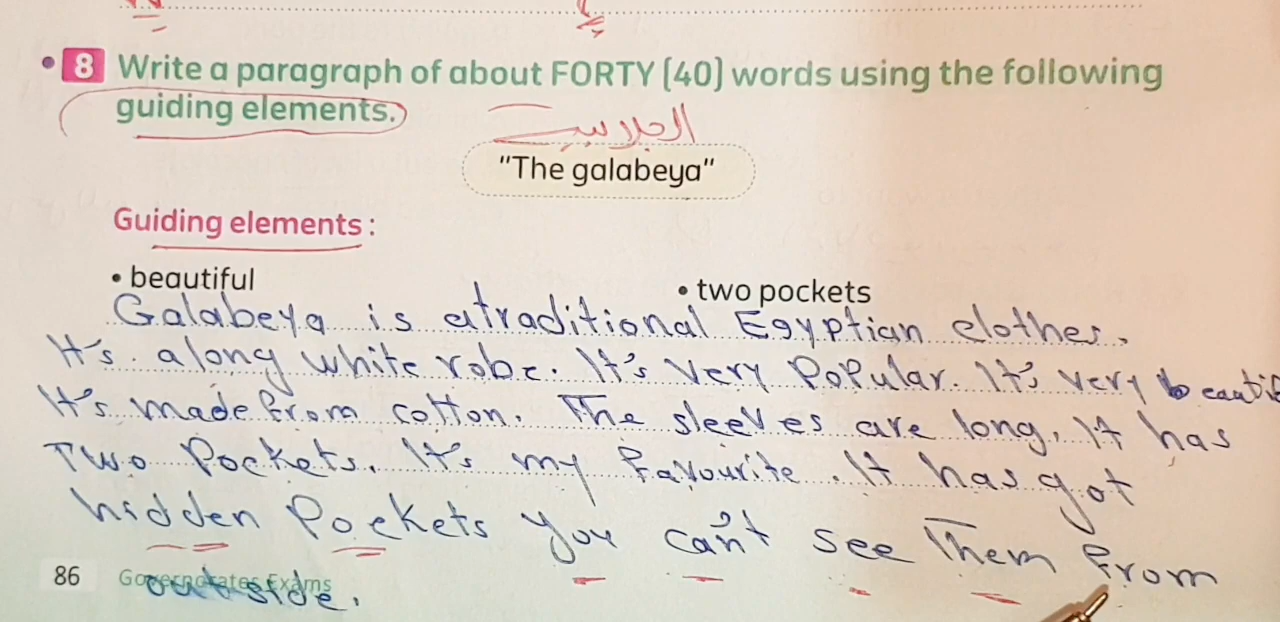 • 8 Write a paragraph of about FORTY (40) words using the following
guiding elements.
الجلابية
"The galabeya"
Guiding elements :
• beautiful • two pockets
Galabeya is atraditional Egyptian clothes.
It's along white robe. It's very Popular. It's very beautif
It's made from cotton. The sleeves are long. It has
Two Pockets. It's my favourite. It has got
hidden Pockets you can't see Them from
outside.
86 Governorates Exams